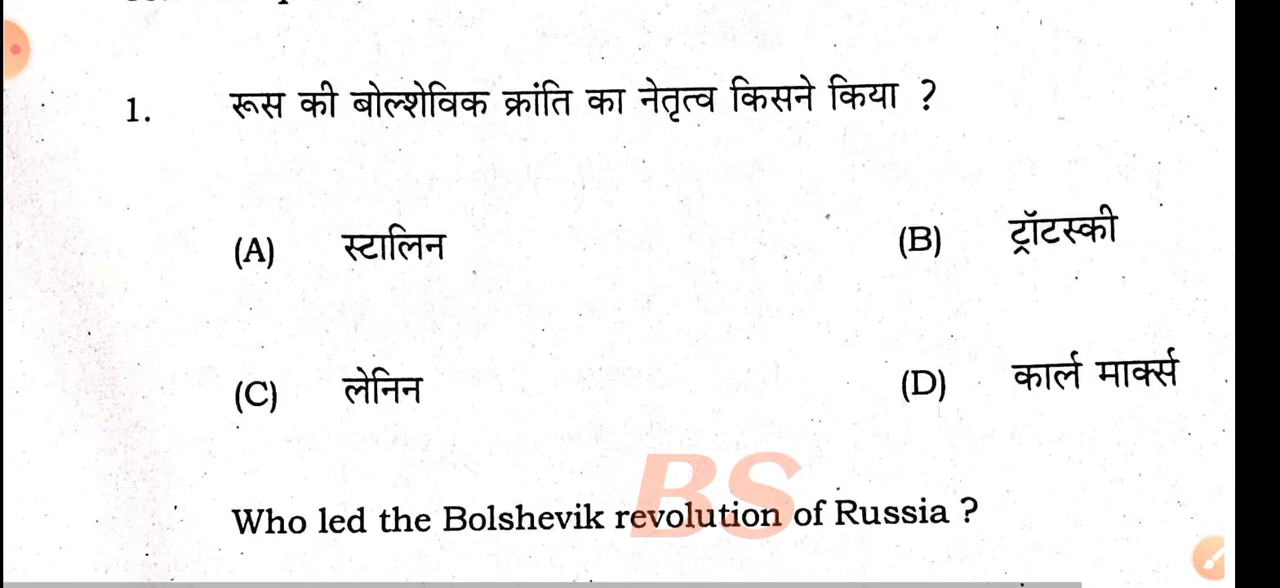 1. रूस की बोल्शेविक क्रांति का नेतृत्व किसने किया ?
(A) स्टालिन (B) ट्रॉटस्की
(C) लेनिन (D) कार्ल मार्क्स
BS
Who led the Bolshevik revolution of Russia ?